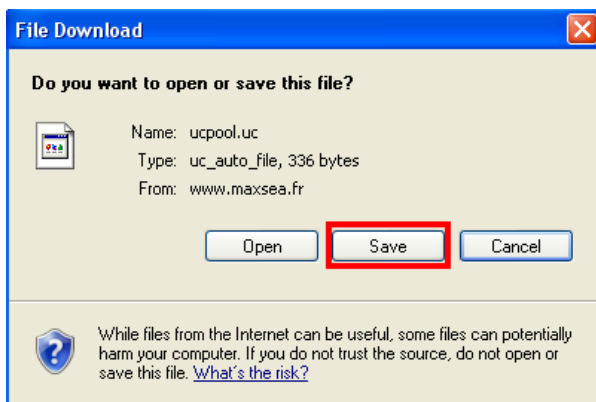 File Download
Do you want to open or save this file?
Name: ucpool.uc
Type: uc_auto_file, 336 bytes
From: www.maxsea.fr
Open Save Cancel
While files from the Internet can be useful, some files can potentially
harm your computer. If you do not trust the source, do not open or
save this file. What's the risk?